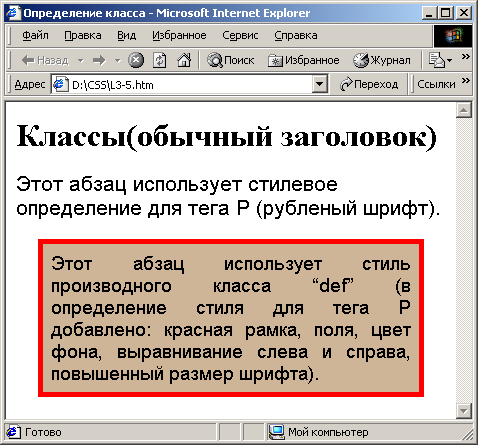 Определение класса - Microsoft Internet Explorer
Файл Правка Вид Избранное Сервис Справка
Назад Поиск Избранное Журнал
Адрес D:\CSS\L3-5.htm Переход Ссылки
Классы(обычный заголовок)
Этот абзац использует стилевое
определение для тега P (рубленый шрифт).
Этот абзац использует стиль
производного класса “def” (в
определение стиля для тега P
добавлено: красная рамка, поля, цвет
фона, выравнивание слева и справа,
повышенный размер шрифта).
Готово Мой компьютер